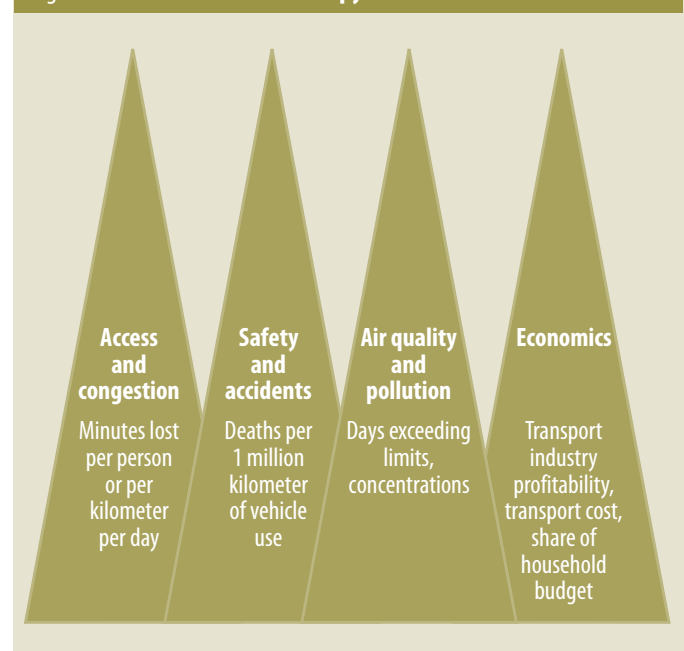 Access
and
congestion
Minutes lost
per person
or per
kilometer
per day
Safety
and
accidents
Deaths per
1 million
kilometer
of vehicle
use
Air quality
and
pollution
Days exceeding
limits,
concentrations
Economics
Transport
industry
profitability,
transport cost,
share of
household
budget